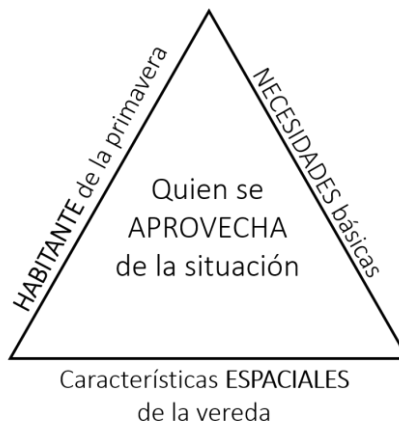 HABITANTE de la primavera
NECESIDADES básicas
Quien se
APROVECHA
de la situación
Características ESPACIALES
de la vereda